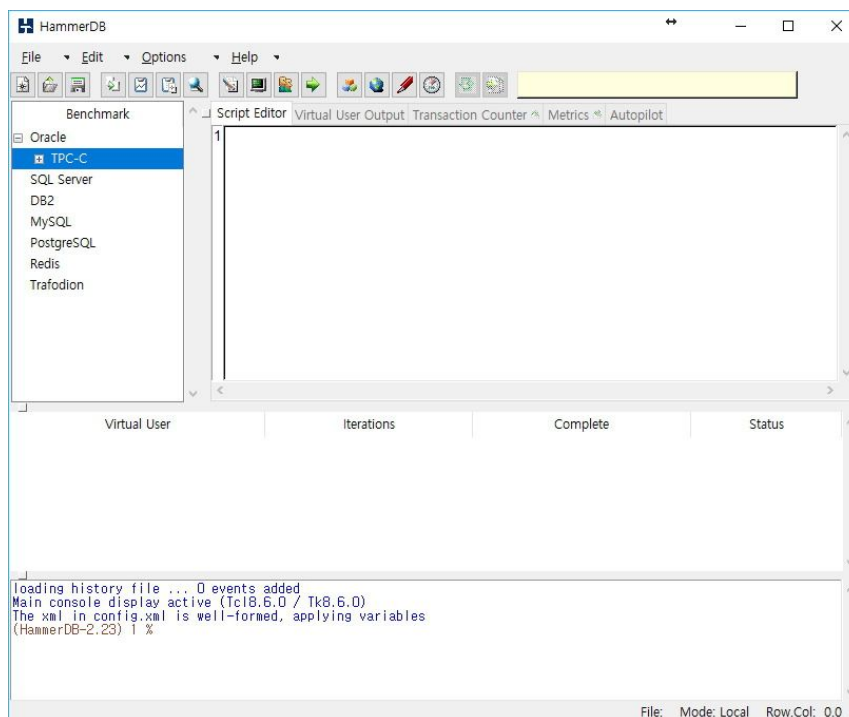 HammerDB
File Edit Options Help
Benchmark
Script Editor Virtual User Output Transaction Counter Metrics Autopilot
1
Oracle
TPC-C
SQL Server
DB2
MySQL
PostgreSQL
Redis
Trafodion
Virtual User Iterations Complete Status
loading history file ... 0 events added
Main console display active (Tcl8.6.0 / Tk8.6.0)
The xml in config.xml is well-formed, applying variables
(HammerDB-2.23) 1 %
File: Mode: Local Row,Col: 0.0